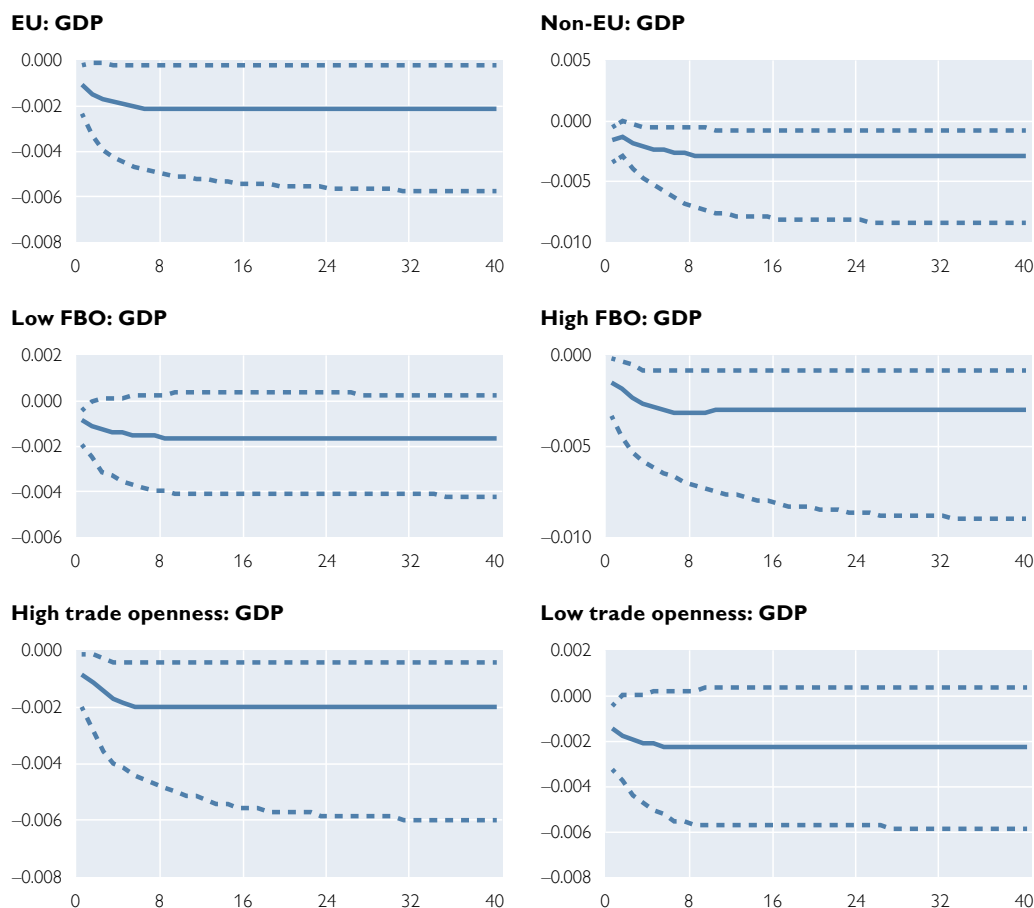 EU: GDP
0.000
–0.002
–0.004
–0.006
–0.008
0 8 16 24 32 40
Non-EU: GDP
0.005
0.000
–0.005
–0.010
0 8 16 24 32 40
Low FBO: GDP
0.002
0.000
–0.002
–0.004
–0.006
0 8 16 24 32 40
High FBO: GDP
0.000
–0.005
–0.010
0 8 16 24 32 40
High trade openness: GDP
0.000
–0.002
–0.004
–0.006
–0.008
0 8 16 24 32 40
Low trade openness: GDP
0.002
0.000
–0.002
–0.004
–0.006
–0.008
0 8 16 24 32 40